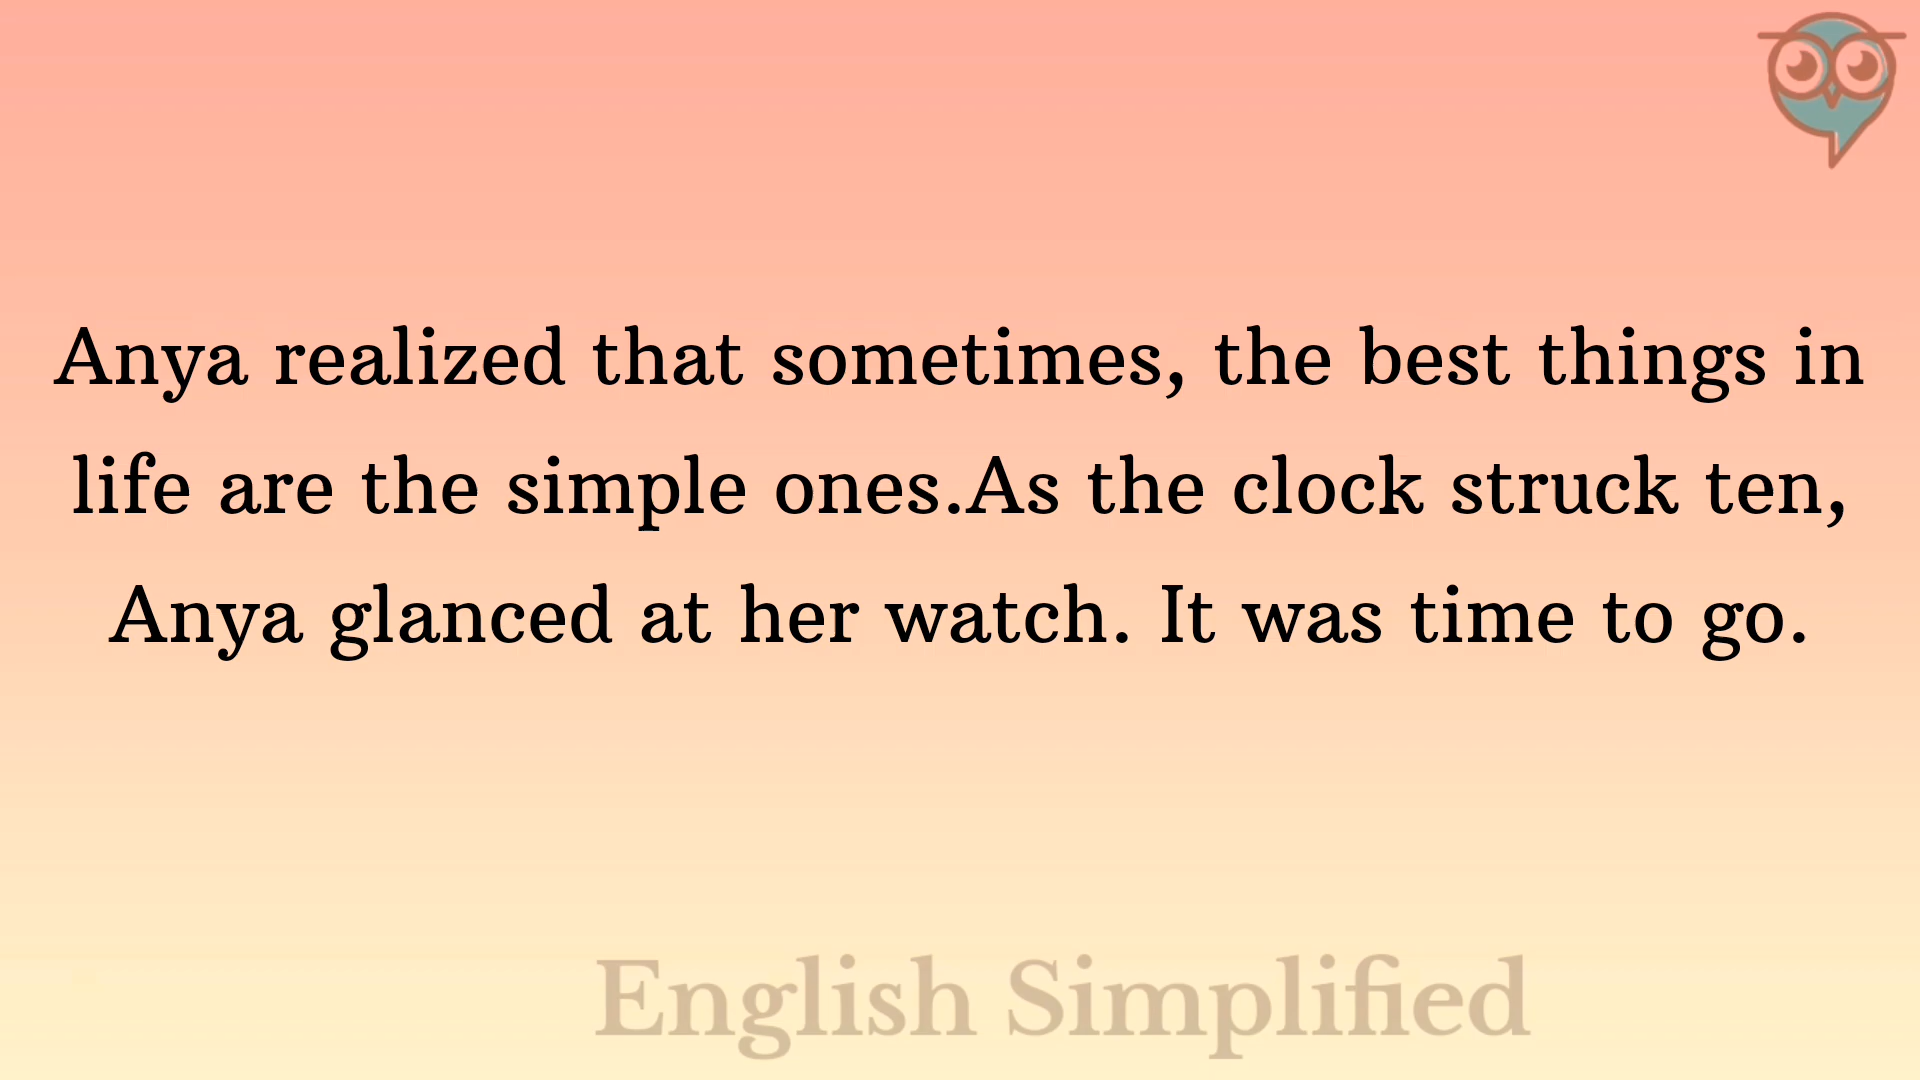 Anya realized that sometimes, the best things in
life are the simple ones.As the clock struck ten,
Anya glanced at her watch. It was time to go.
English Simplified